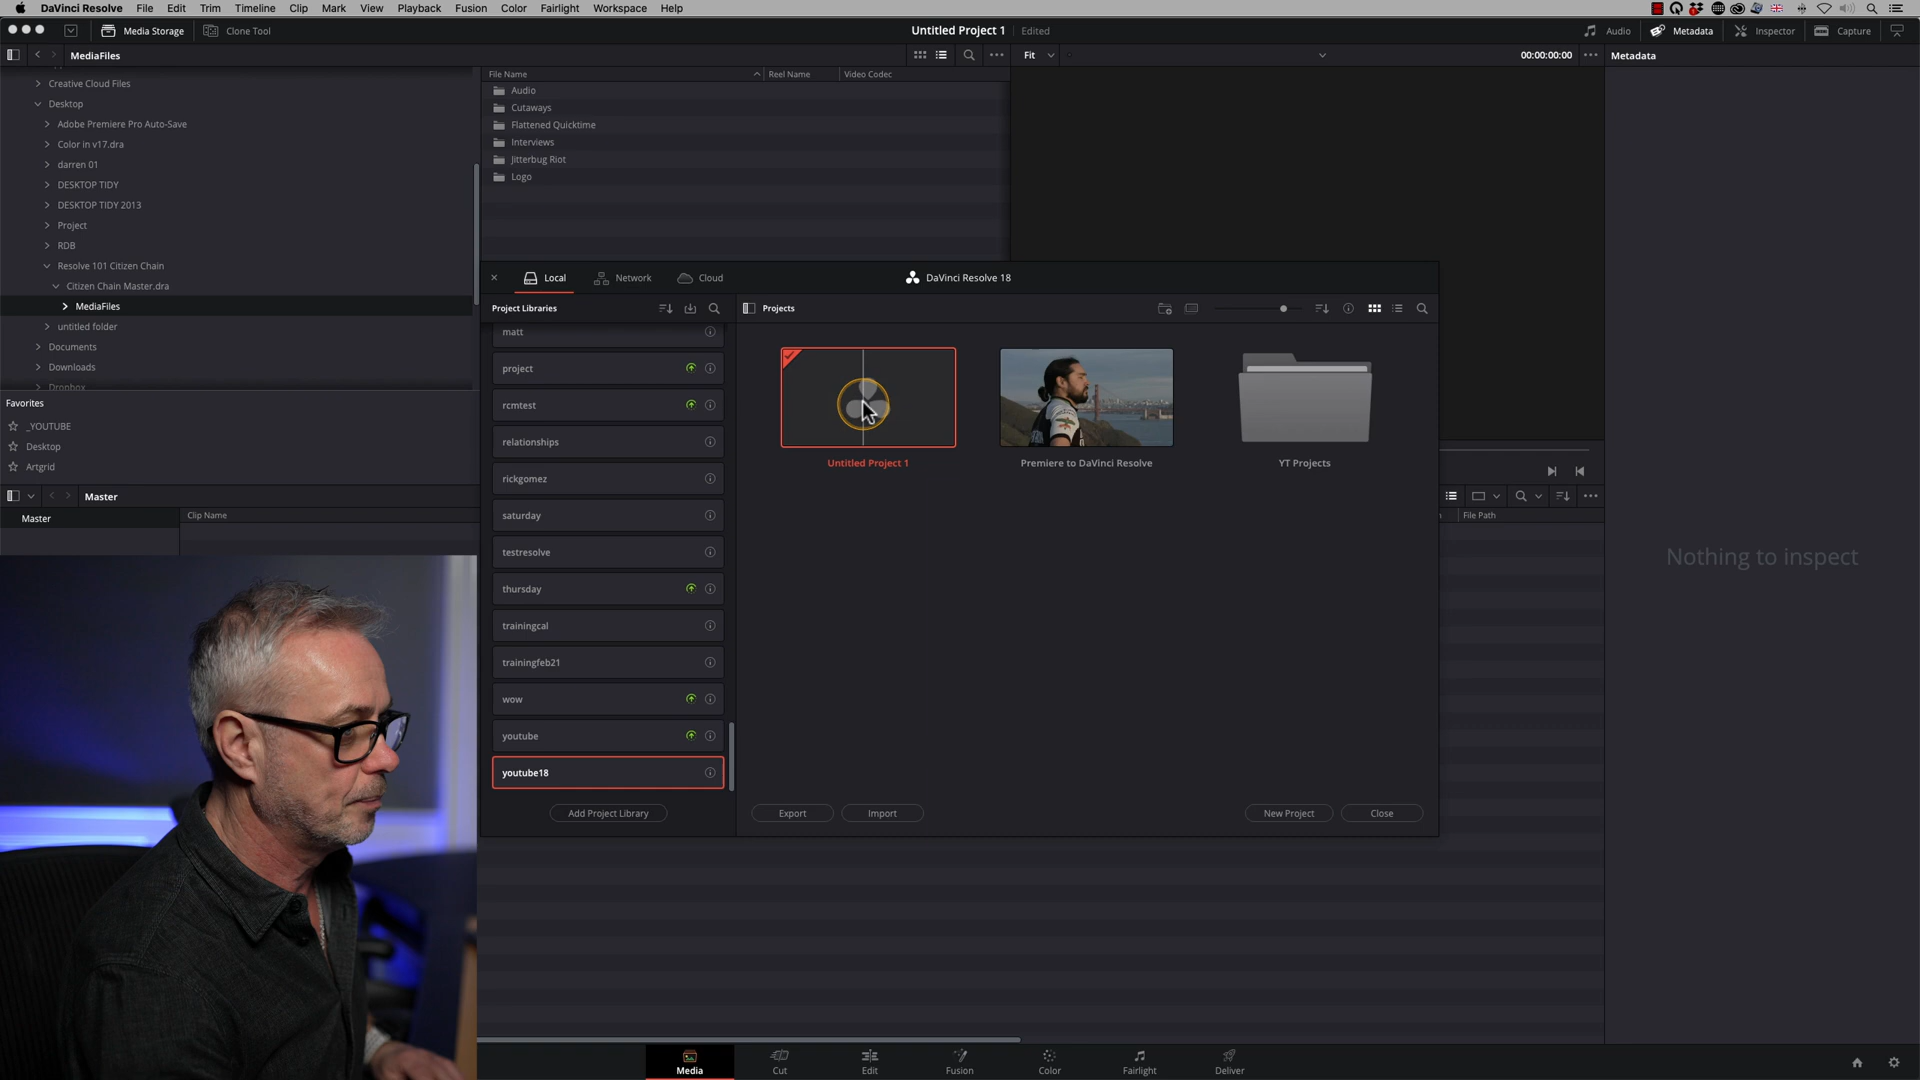 DaVinci Resolve File Edit Trim Timeline Clip Mark View Playback Fusion Color Fairlight Workspace Help
Media Storage Clone Tool Untitled Project 1 Edited Audio Metadata Inspector Capture
MediaFiles Fit 00:00:00:00 Metadata
File Name Reel Name Video Codec
Creative Cloud Files
Desktop
Adobe Premiere Pro Auto-Save
Color in v17.dra
darren 01
DESKTOP TIDY
DESKTOP TIDY 2013
Project
RDB
Resolve 101 Citizen Chain
Citizen Chain Master.dra
MediaFiles
untitled folder
Documents
Downloads
Dropbox
Audio
Cutaways
Flattened Quicktime
Interviews
Jitterbug Riot
Logo
Favorites
_YOUTUBE
Desktop
Artgrid
Master
Master Clip Name
File Path
Nothing to inspect
Local Network Cloud DaVinci Resolve 18
Project Libraries Projects
matt
project
rcmtest
relationships
rickgomez
saturday
testresolve
thursday
trainingcal
trainingfeb21
wow
youtube
youtube18
Untitled Project 1 Premiere to DaVinci Resolve YT Projects
Add Project Library Export Import New Project Close
Media Cut Edit Fusion Color Fairlight Deliver